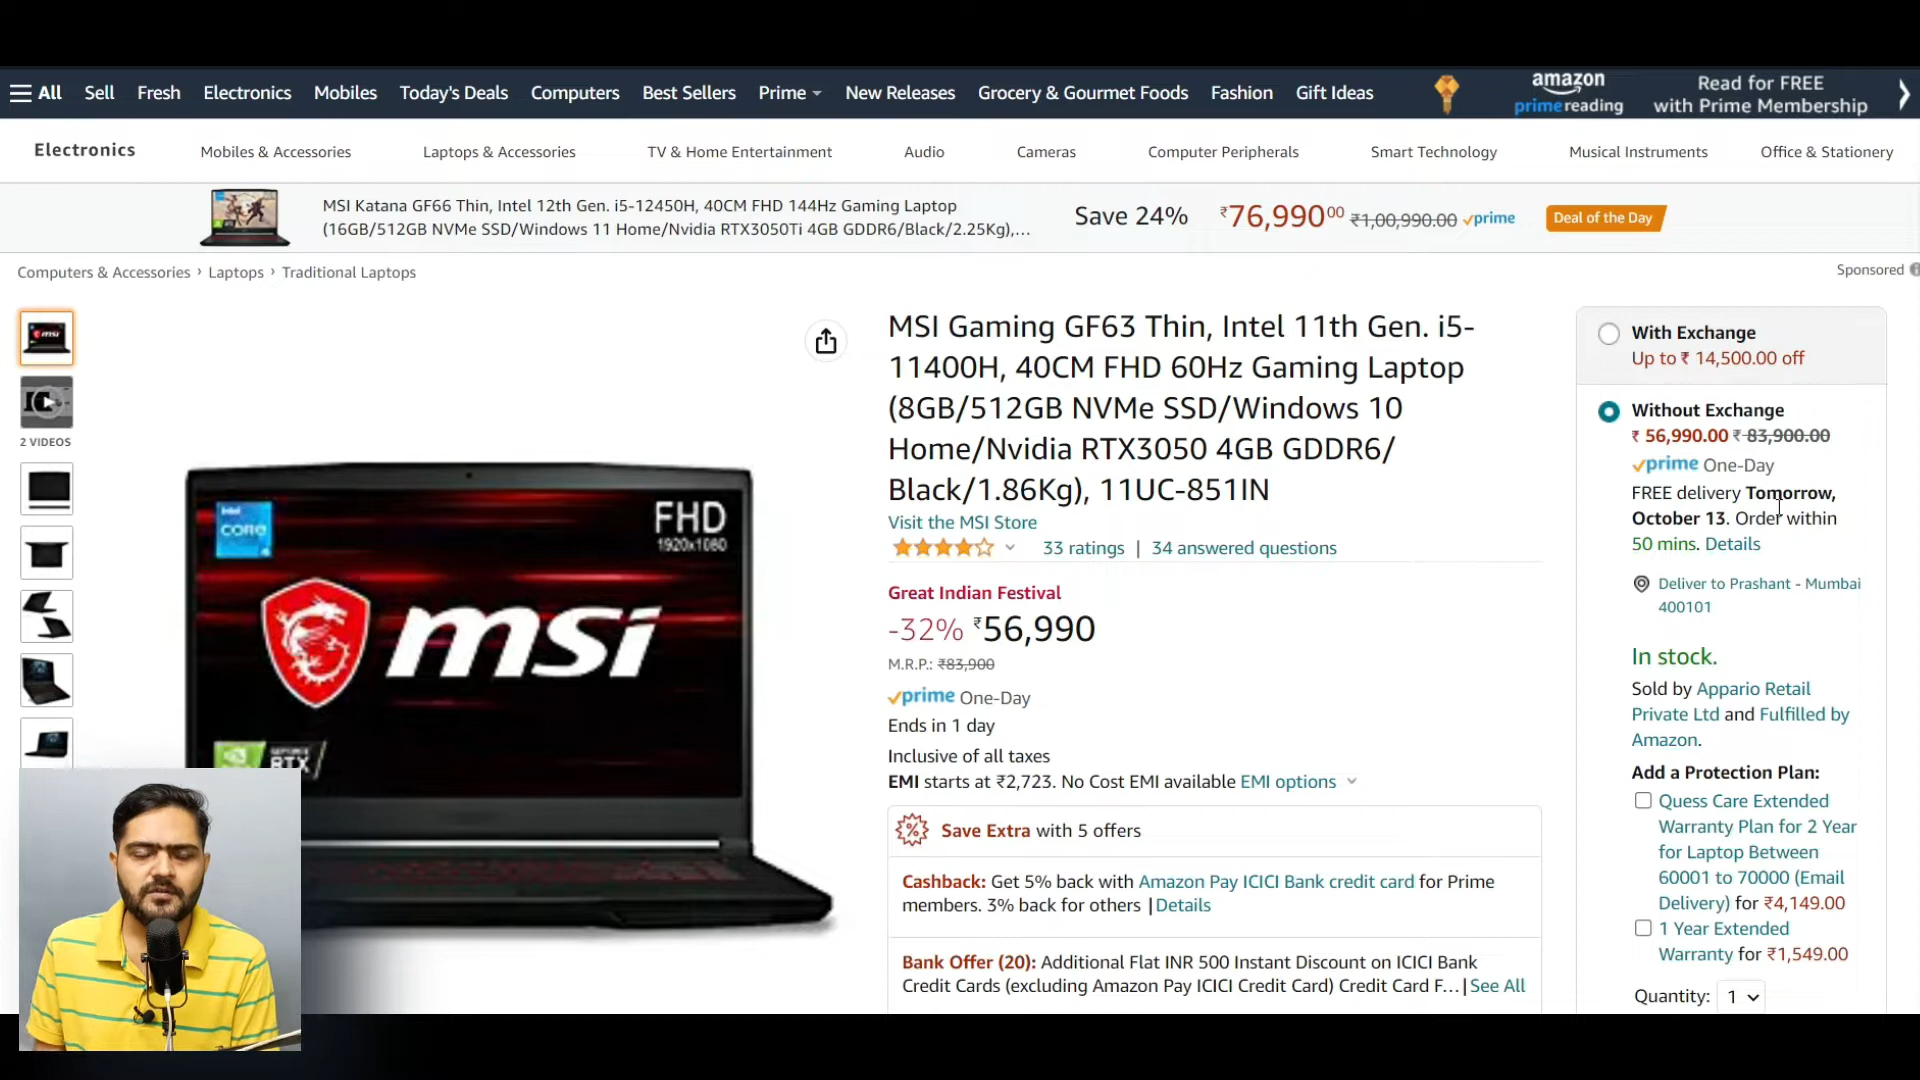 All Sell Fresh Electronics Mobiles Today's Deals Computers Best Sellers Prime New Releases Grocery & Gourmet Foods Fashion Gift Ideas
amazon
primereading
Read for FREE
with Prime Membership
Electronics Mobiles & Accessories Laptops & Accessories TV & Home Entertainment Audio Cameras Computer Peripherals Smart Technology Musical Instruments Office & Stationery
MSI Katana GF66 Thin, Intel 12th Gen. i5-12450H, 40CM FHD 144Hz Gaming Laptop
(16GB/512GB NVMe SSD/Windows 11 Home/Nvidia RTX3050Ti 4GB GDDR6/Black/2.25Kg),...
Save 24% ₹76,99000 ₹1,00,990.00 prime Deal of the Day
Computers & Accessories › Laptops › Traditional Laptops
Sponsored
2 VIDEOS
intel
CORE
i5
FHD
1920x1080
msi
GEFORCE
RTX
MSI Gaming GF63 Thin, Intel 11th Gen. i5-
11400H, 40CM FHD 60Hz Gaming Laptop
(8GB/512GB NVMe SSD/Windows 10
Home/Nvidia RTX3050 4GB GDDR6/
Black/1.86Kg), 11UC-851IN
Visit the MSI Store
33 ratings | 34 answered questions
Great Indian Festival
-32% ₹56,990
M.R.P.: ₹83,900
prime One-Day
Ends in 1 day
Inclusive of all taxes
EMI starts at ₹2,723. No Cost EMI available EMI options
Save Extra with 5 offers
Cashback: Get 5% back with Amazon Pay ICICI Bank credit card for Prime
members. 3% back for others | Details
Bank Offer (20): Additional Flat INR 500 Instant Discount on ICICI Bank
Credit Cards (excluding Amazon Pay ICICI Credit Card) Credit Card F... | See All
With Exchange
Up to ₹ 14,500.00 off
Without Exchange
₹ 56,990.00 ₹ 83,900.00
prime One-Day
FREE delivery Tomorrow,
October 13. Order within
50 mins. Details
Deliver to Prashant - Mumbai
400101
In stock.
Sold by Appario Retail
Private Ltd and Fulfilled by
Amazon.
Add a Protection Plan:
Quess Care Extended
Warranty Plan for 2 Year
for Laptop Between
60001 to 70000 (Email
Delivery) for ₹4,149.00
1 Year Extended
Warranty for ₹1,549.00
Quantity: 1